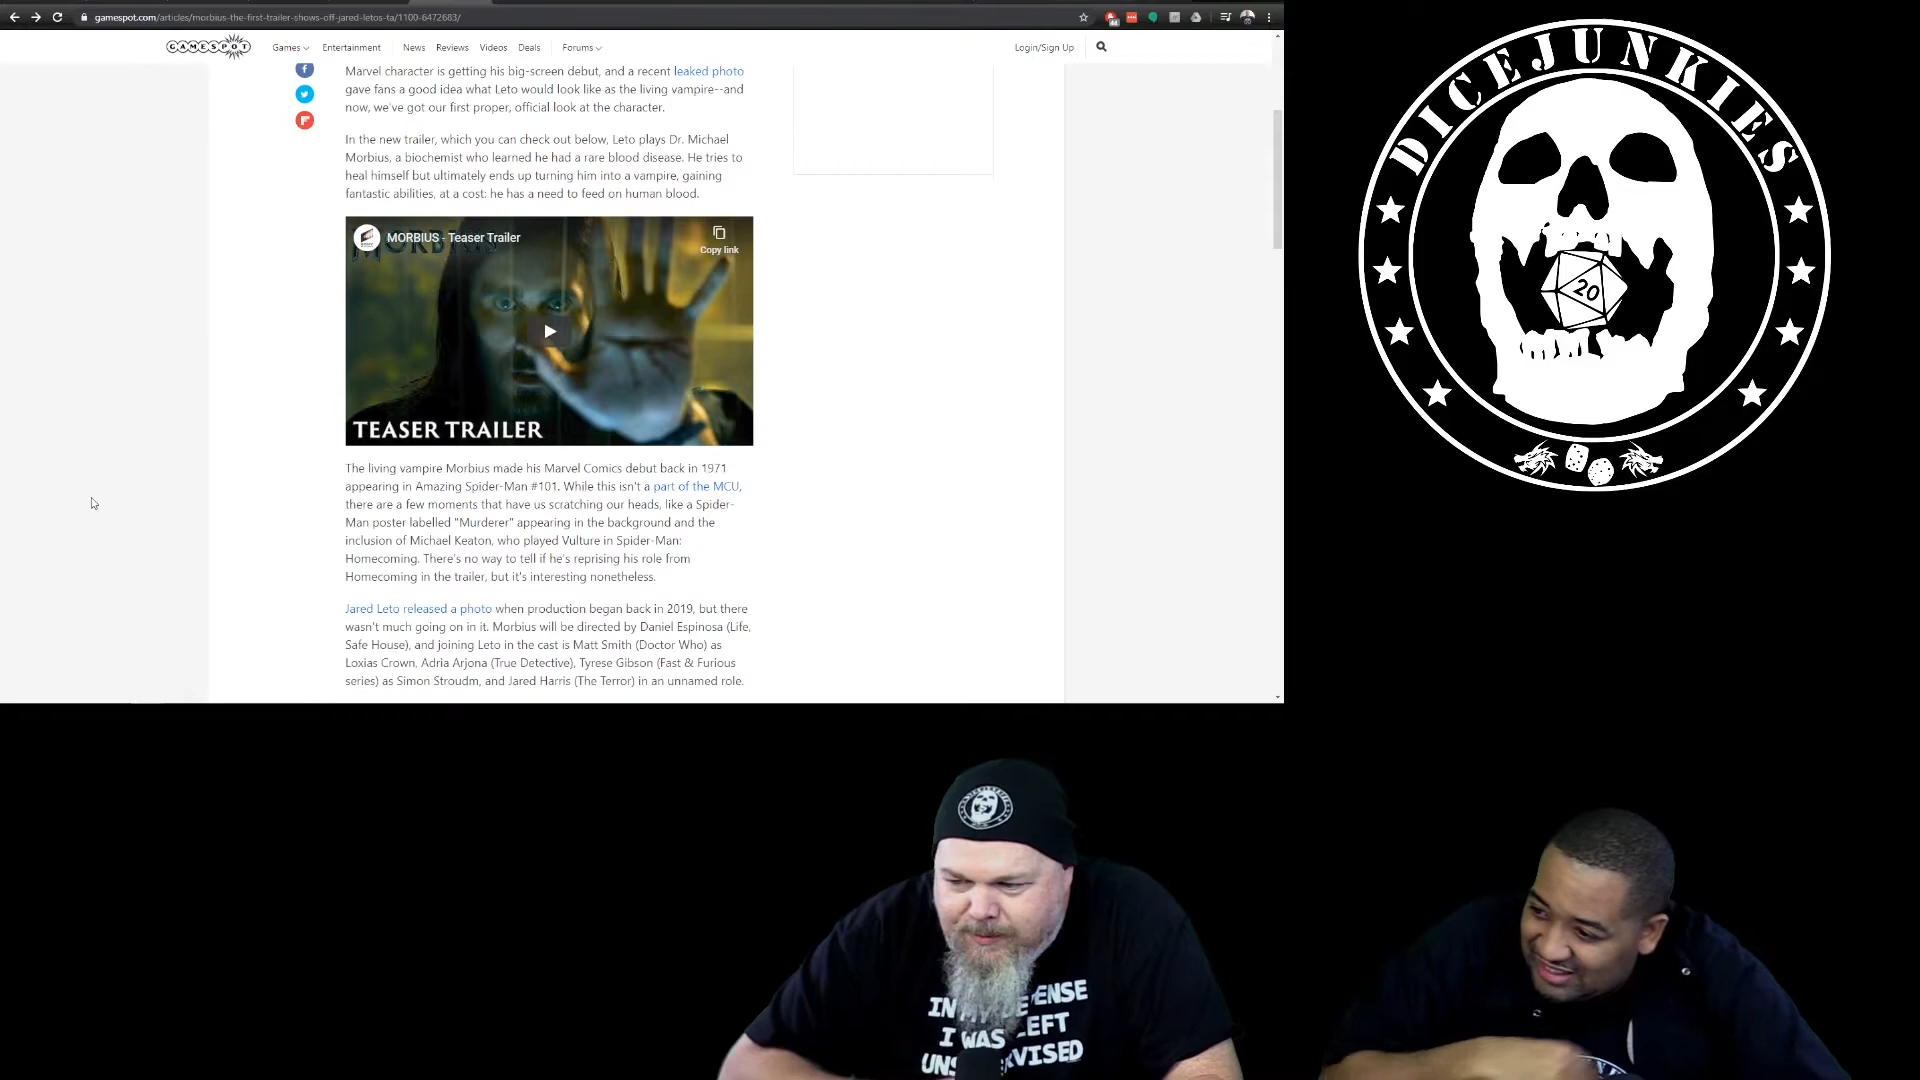 gamespot.com/articles/morbius-the-first-trailer-shows-off-jared-letos-ta/1100-6472683/
GAMESPOT
Games Entertainment News Reviews Videos Deals Forums Login/Sign Up
Marvel character is getting his big-screen debut, and a recent leaked photo
gave fans a good idea what Leto would look like as the living vampire--and
now, we've got our first proper, official look at the character.
In the new trailer, which you can check out below, Leto plays Dr. Michael
Morbius, a biochemist who learned he had a rare blood disease. He tries to
heal himself but ultimately ends up turning him into a vampire, gaining
fantastic abilities, at a cost: he has a need to feed on human blood.
MORBIUS - Teaser Trailer
Copy link
MORBIUS
TEASER TRAILER
The living vampire Morbius made his Marvel Comics debut back in 1971
appearing in Amazing Spider-Man #101. While this isn't a part of the MCU,
there are a few moments that have us scratching our heads, like a Spider-
Man poster labelled "Murderer" appearing in the background and the
inclusion of Michael Keaton, who played Vulture in Spider-Man:
Homecoming. There's no way to tell if he's reprising his role from
Homecoming in the trailer, but it's interesting nonetheless.
Jared Leto released a photo when production began back in 2019, but there
wasn't much going on in it. Morbius will be directed by Daniel Espinosa (Life,
Safe House), and joining Leto in the cast is Matt Smith (Doctor Who) as
Loxias Crown, Adria Arjona (True Detective), Tyrese Gibson (Fast & Furious
series) as Simon Stroudm, and Jared Harris (The Terror) in an unnamed role.
DICEJUNKIES
20
IN
I WAS LEFT